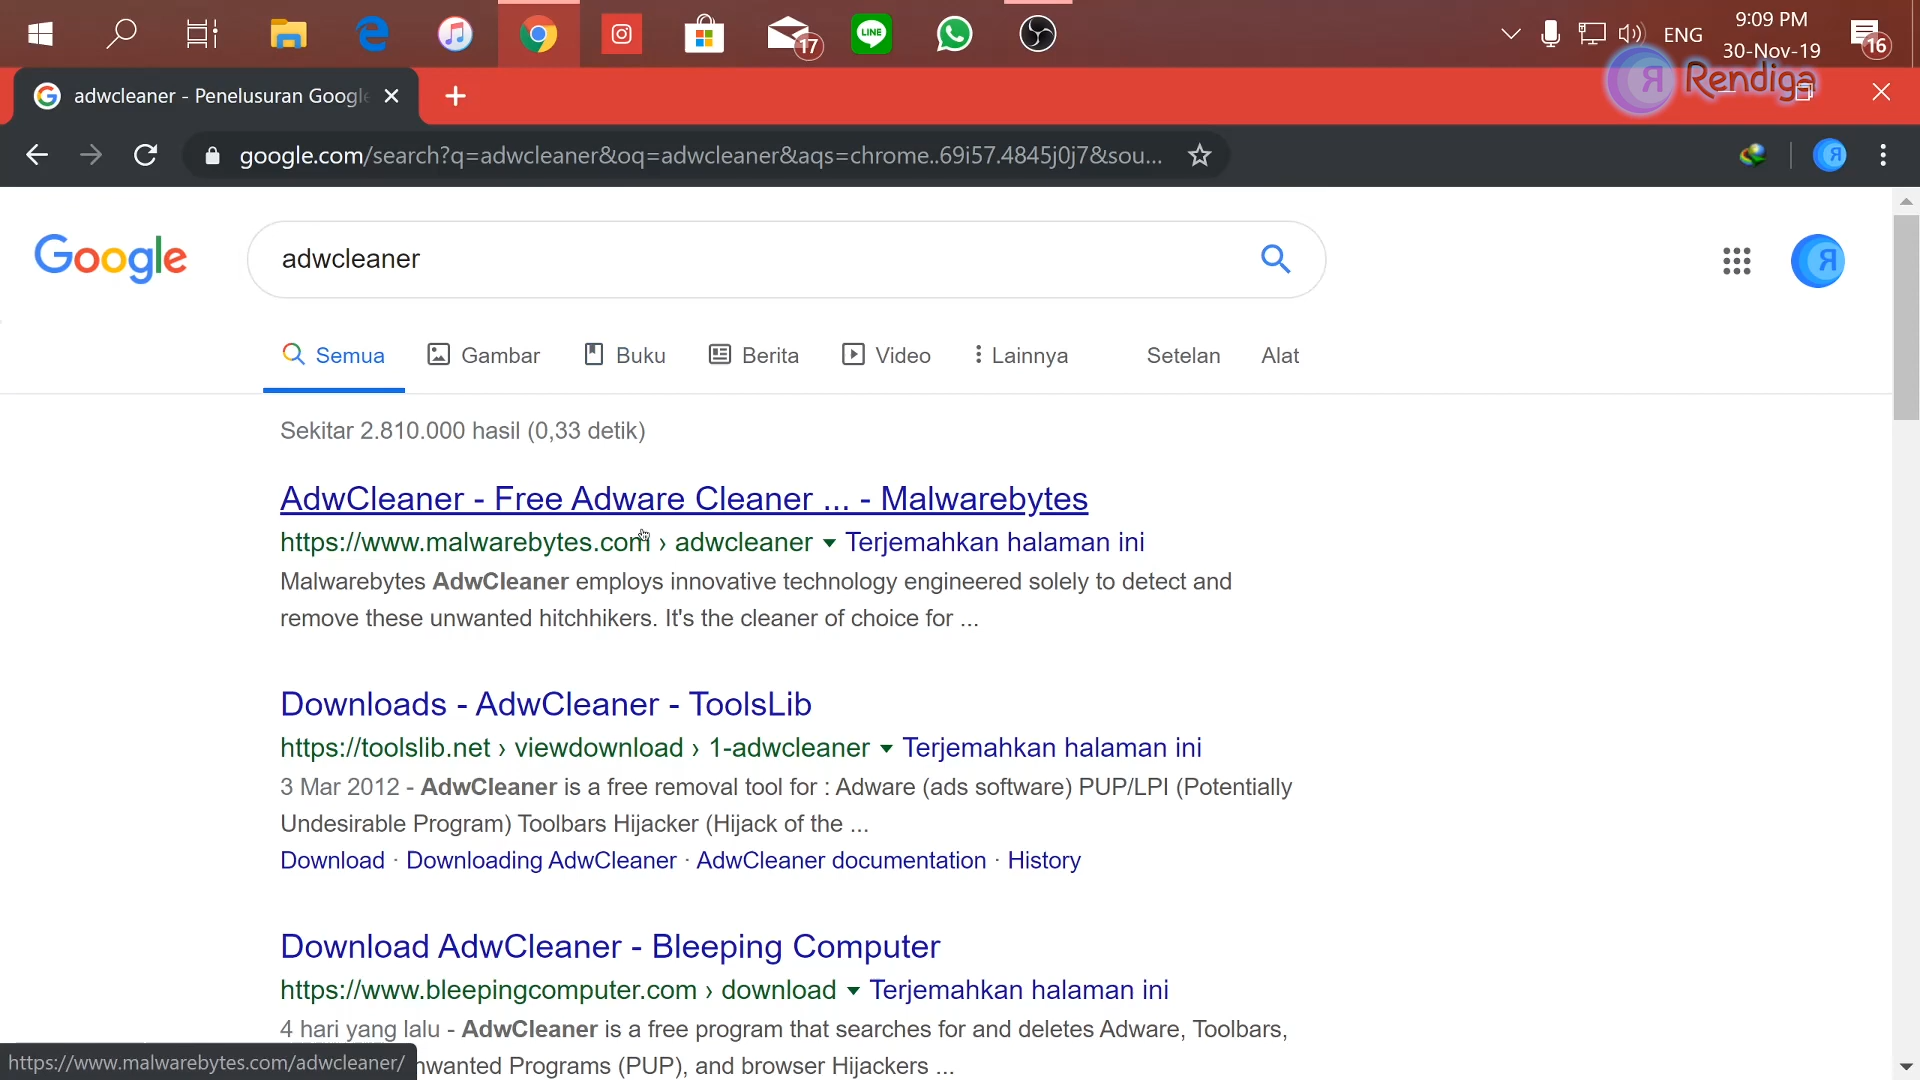 17
LINE
ENG
9:09 PM
30-Nov-19
16
adwcleaner - Penelusuran Google
Rendiga
google.com/search?q=adwcleaner&oq=adwcleaner&aqs=chrome..69i57.4845j0j7&sou...
Google
adwcleaner
Semua
Gambar
Buku
Berita
Video
Lainnya
Setelan
Alat
Sekitar 2.810.000 hasil (0,33 detik)
AdwCleaner - Free Adware Cleaner ... - Malwarebytes
https://www.malwarebytes.com › adwcleaner ▾ Terjemahkan halaman ini
Malwarebytes AdwCleaner employs innovative technology engineered solely to detect and
remove these unwanted hitchhikers. It's the cleaner of choice for ...
Downloads - AdwCleaner - ToolsLib
https://toolslib.net › viewdownload › 1-adwcleaner ▾ Terjemahkan halaman ini
3 Mar 2012 - AdwCleaner is a free removal tool for : Adware (ads software) PUP/LPI (Potentially
Undesirable Program) Toolbars Hijacker (Hijack of the ...
Download · Downloading AdwCleaner · AdwCleaner documentation · History
Download AdwCleaner - Bleeping Computer
https://www.bleepingcomputer.com › download ▾ Terjemahkan halaman ini
4 hari yang lalu - AdwCleaner is a free program that searches for and deletes Adware, Toolbars,
nwanted Programs (PUP), and browser Hijackers ...
https://www.malwarebytes.com/adwcleaner/